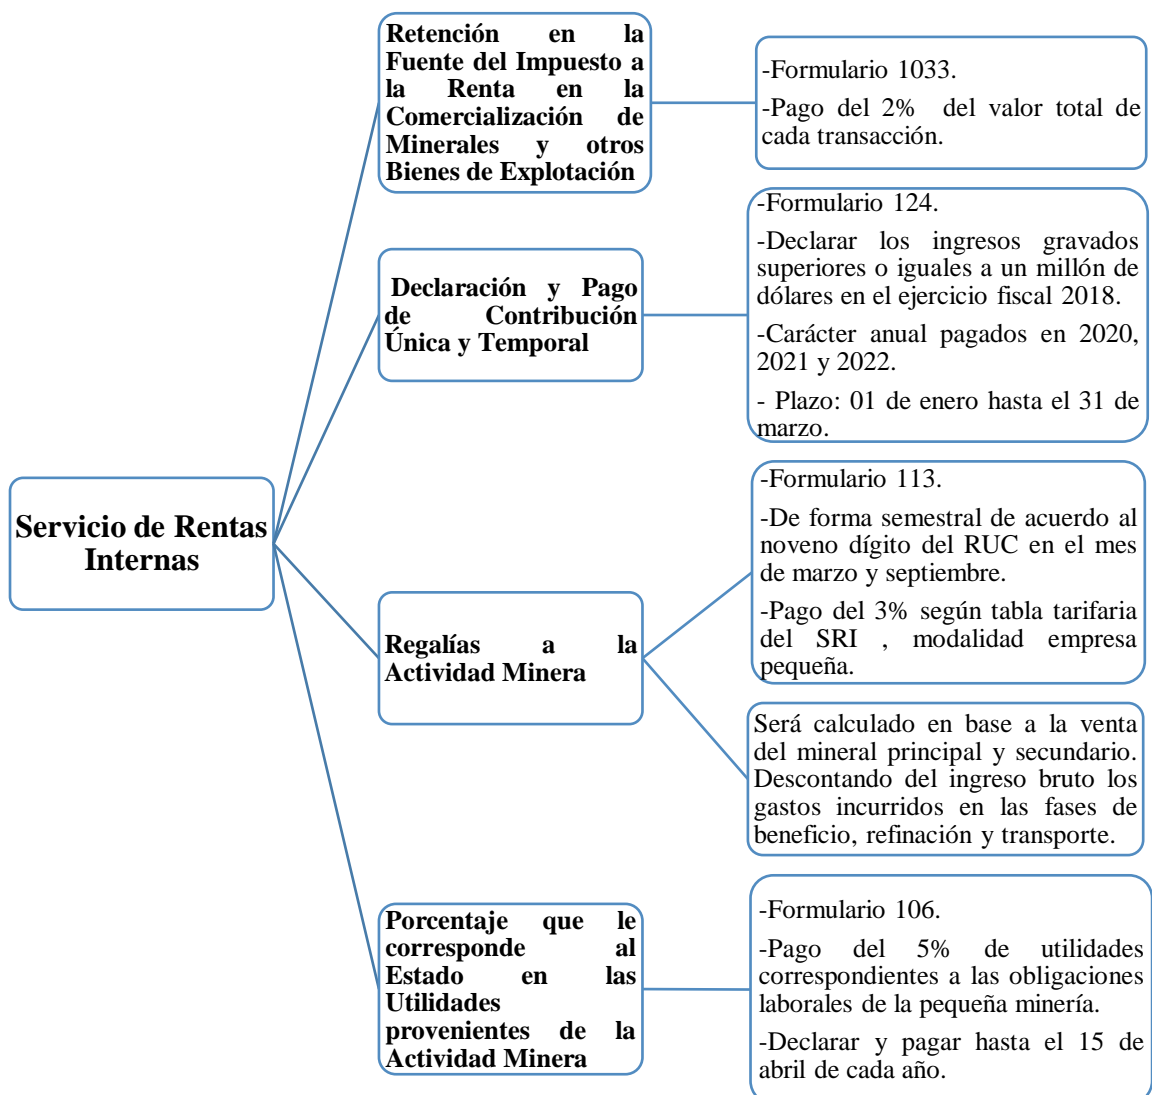 Servicio de Rentas
Internas
Retención en la
Fuente del Impuesto a
la Renta en la
Comercialización de
Minerales y otros
Bienes de Explotación
-Formulario 1033.
-Pago del 2% del valor total de
cada transacción.
Declaración y Pago
de Contribución
Única y Temporal
-Formulario 124.
-Declarar los ingresos gravados
superiores o iguales a un millón de
dólares en el ejercicio fiscal 2018.
-Carácter anual pagados en 2020,
2021 y 2022.
- Plazo: 01 de enero hasta el 31 de
marzo.
Regalías a la
Actividad Minera
-Formulario 113.
-De forma semestral de acuerdo al
noveno dígito del RUC en el mes
de marzo y septiembre.
-Pago del 3% según tabla tarifaria
del SRI , modalidad empresa
pequeña.
Será calculado en base a la venta
del mineral principal y secundario.
Descontando del ingreso bruto los
gastos incurridos en las fases de
beneficio, refinación y transporte.
Porcentaje que le
corresponde al
Estado en las
Utilidades
provenientes de la
Actividad Minera
-Formulario 106.
-Pago del 5% de utilidades
correspondientes a las obligaciones
laborales de la pequeña minería.
-Declarar y pagar hasta el 15 de
abril de cada año.